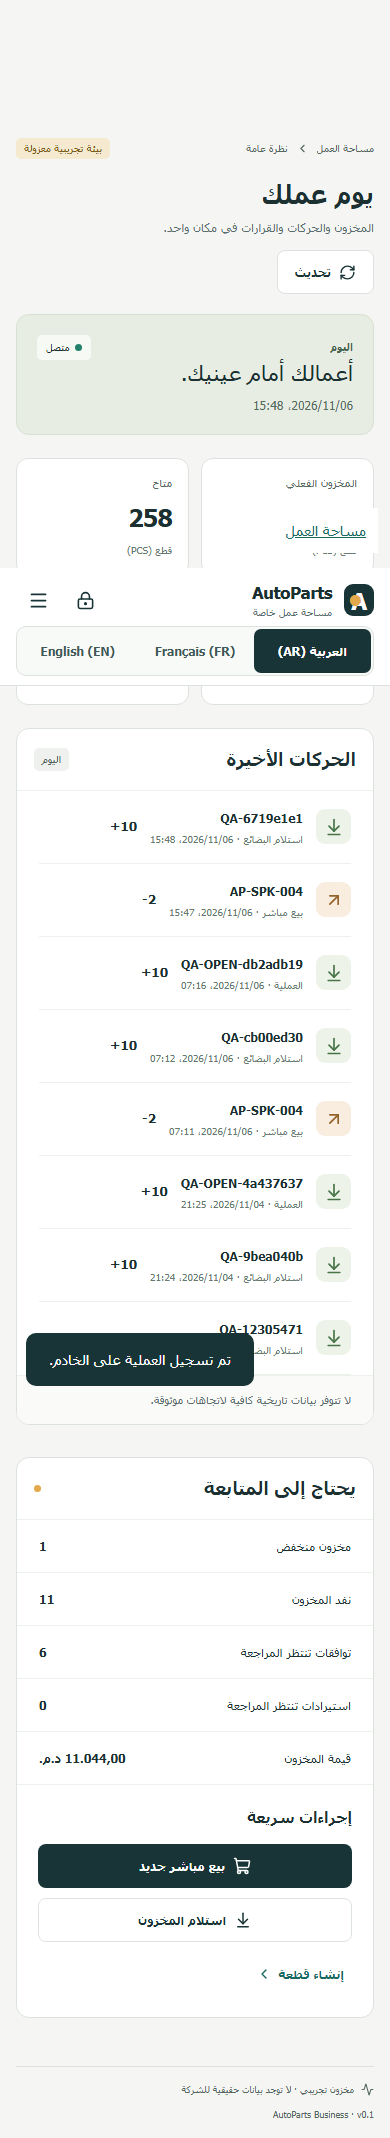 مساحة العمل
نظرة عامة
بيئة تجريبية معزولة
يوم عملك
المخزون والحركات والقرارات في مكان واحد.
تحديث
اليوم
متصل
أعمالك أمام عينيك.
2026/11/06، 15:48
المخزون الفعلي
متاح
258
قطع (PCS)
مساحة العمل
AutoParts
مساحة عمل خاصة
العربية (AR)
Français (FR)
English (EN)
الحركات الأخيرة
اليوم
QA-6719e1e1
+10
استلام البضائع · 2026/11/06، 15:48
AP-SPK-004
-2
بيع مباشر · 2026/11/06، 15:47
QA-OPEN-db2adb19
+10
العملية · 2026/11/06، 07:16
QA-cb00ed30
+10
استلام البضائع · 2026/11/06، 07:12
AP-SPK-004
-2
بيع مباشر · 2026/11/06، 07:11
QA-OPEN-4a437637
+10
العملية · 2026/11/04، 21:25
QA-9bea040b
+10
استلام البضائع · 2026/11/04، 21:24
QA-12305471
استلام
تم تسجيل العملية على الخادم.
لا تتوفر بيانات تاريخية كافية لاتجاهات موثوقة.
يحتاج إلى المتابعة
مخزون منخفض
1
نفد المخزون
11
توافقات تنتظر المراجعة
6
استيرادات تنتظر المراجعة
0
قيمة المخزون
11.044,00 د.م.
إجراءات سريعة
بيع مباشر جديد
استلام المخزون
إنشاء قطعة
مخزون تجريبي · لا توجد بيانات حقيقية للشركة
AutoParts Business · v0.1